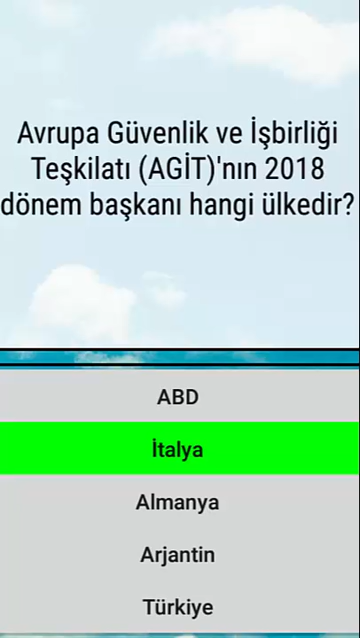 Avrupa Güvenlik ve İşbirliği
Teşkilatı (AGİT)'nın 2018
dönem başkanı hangi ülkedir?
ABD
İtalya
Almanya
Arjantin
Türkiye